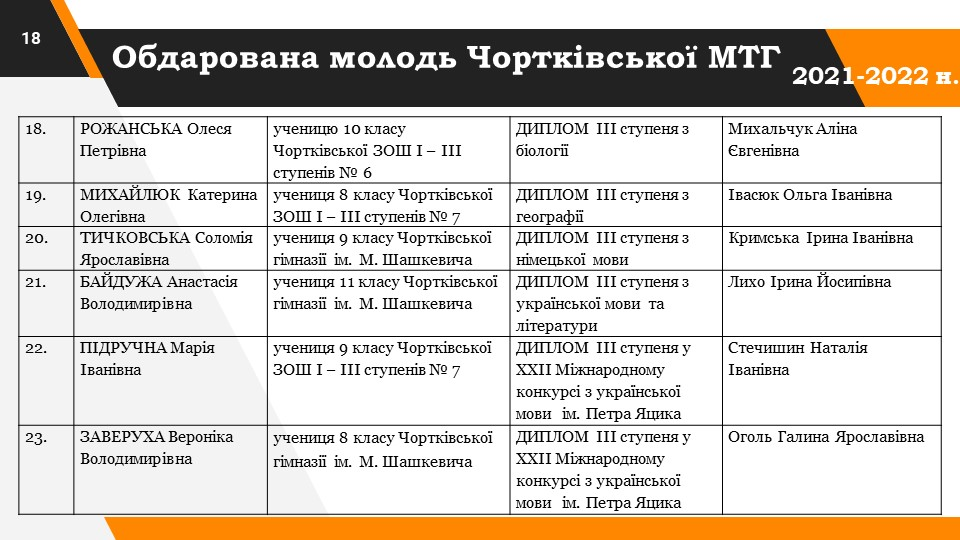 18
Обдарована молодь Чортківської МТГ
2021-2022 н.
18.
РОЖАНСЬКА Олеся
Петрівна
ученицю 10 класу
Чортківської ЗОШ І – ІІІ
ступенів № 6
ДИПЛОМ ІІІ ступеня з
біології
Михальчук Аліна
Євгенівна
19.
МИХАЙЛЮК Катерина
Олегівна
учениця 8 класу Чортківської
ЗОШ І – ІІІ ступенів № 7
ДИПЛОМ ІІІ ступеня з
географії
Івасюк Ольга Іванівна
20.
ТИЧКОВСЬКА Соломія
Ярославівна
учениця 9 класу Чортківської
гімназії ім. М. Шашкевича
ДИПЛОМ ІІІ ступеня з
німецької мови
Кримська Ірина Іванівна
21.
БАЙДУЖА Анастасія
Володимирівна
учениця 11 класу Чортківської
гімназії ім. М. Шашкевича
ДИПЛОМ ІІІ ступеня з
української мови та
літератури
Лихо Ірина Йосипівна
22.
ПІДРУЧНА Марія
Іванівна
учениця 9 класу Чортківської
ЗОШ І – ІІІ ступенів № 7
ДИПЛОМ ІІІ ступеня у
ХХІІ Міжнародному
конкурсі з української
мови ім. Петра Яцика
Стечишин Наталія
Іванівна
23.
ЗАВЕРУХА Вероніка
Володимирівна
учениця 8 класу Чортківської
гімназії ім. М. Шашкевича
ДИПЛОМ ІІІ ступеня у
ХХІІ Міжнародному
конкурсі з української
мови ім. Петра Яцика
Оголь Галина Ярославівна